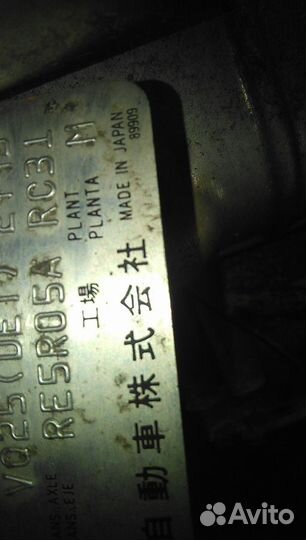 VQ25(DET)
RE5R05A RC31
工場 PLANT
PLANTA M
MADE IN JAPAN
89909
自動車株式会社
Avito